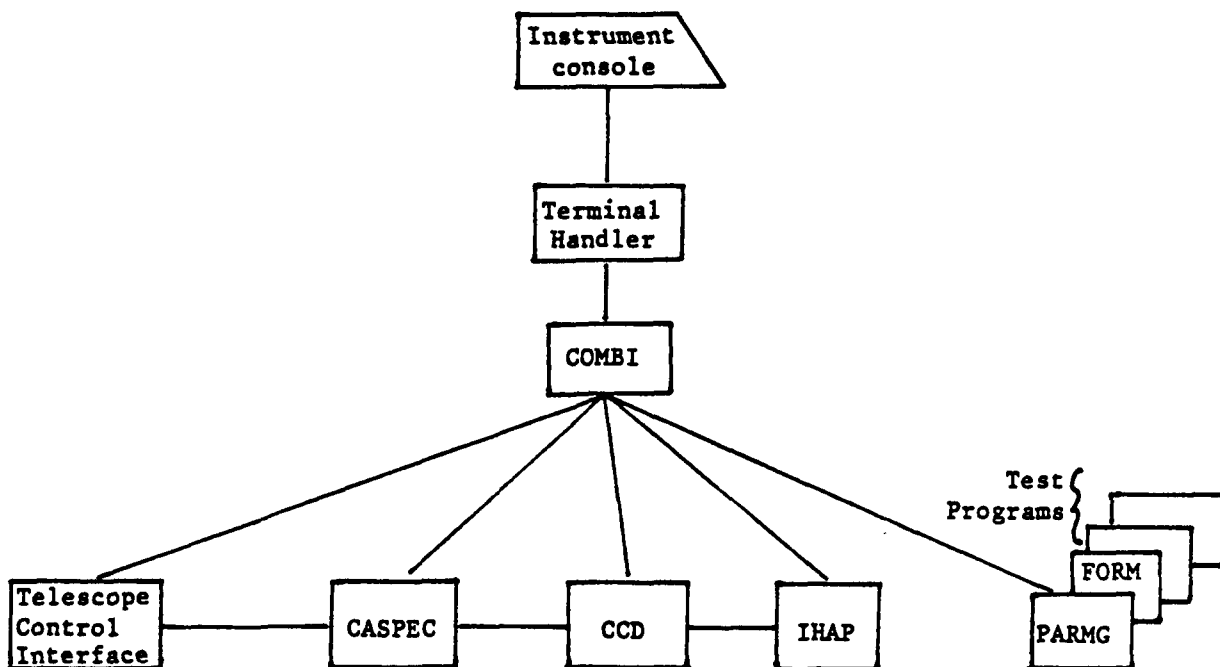 Instrument
console
Terminal
Handler
COMBI
Test
Programs
FORM
Telescope
Control
Interface
CASPEC
CCD
IHAP
PARMG